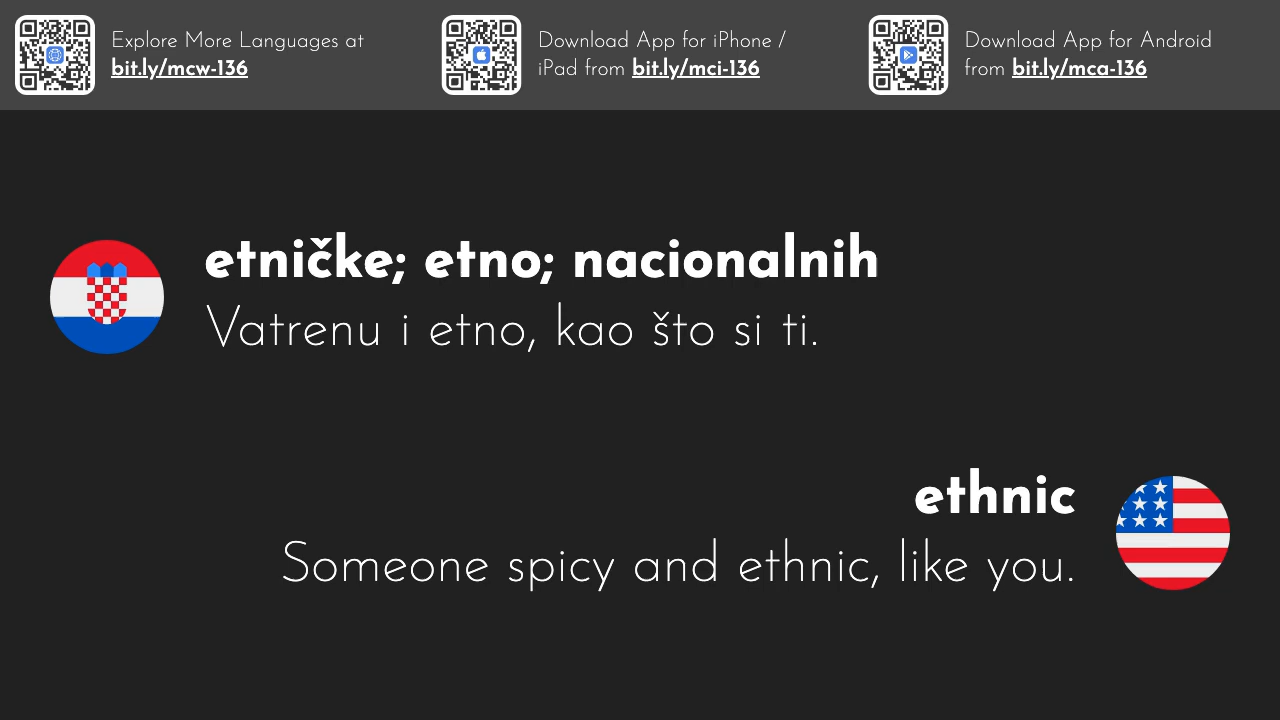 Explore More Languages at
bit.ly/mcw-136
Download App for iPhone /
iPad from bit.ly/mci-136
Download App for Android
from bit.ly/mca-136
etničke; etno; nacionalnih
Vatrenu i etno, kao što si ti.
ethnic
Someone spicy and ethnic, like you.